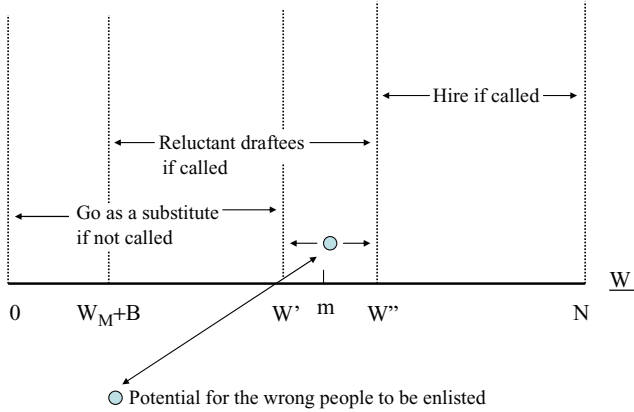 Hire if called
Reluctant draftees
if called
Go as a substitute
if not called
W
0 W_M+B W' m W" N
Potential for the wrong people to be enlisted